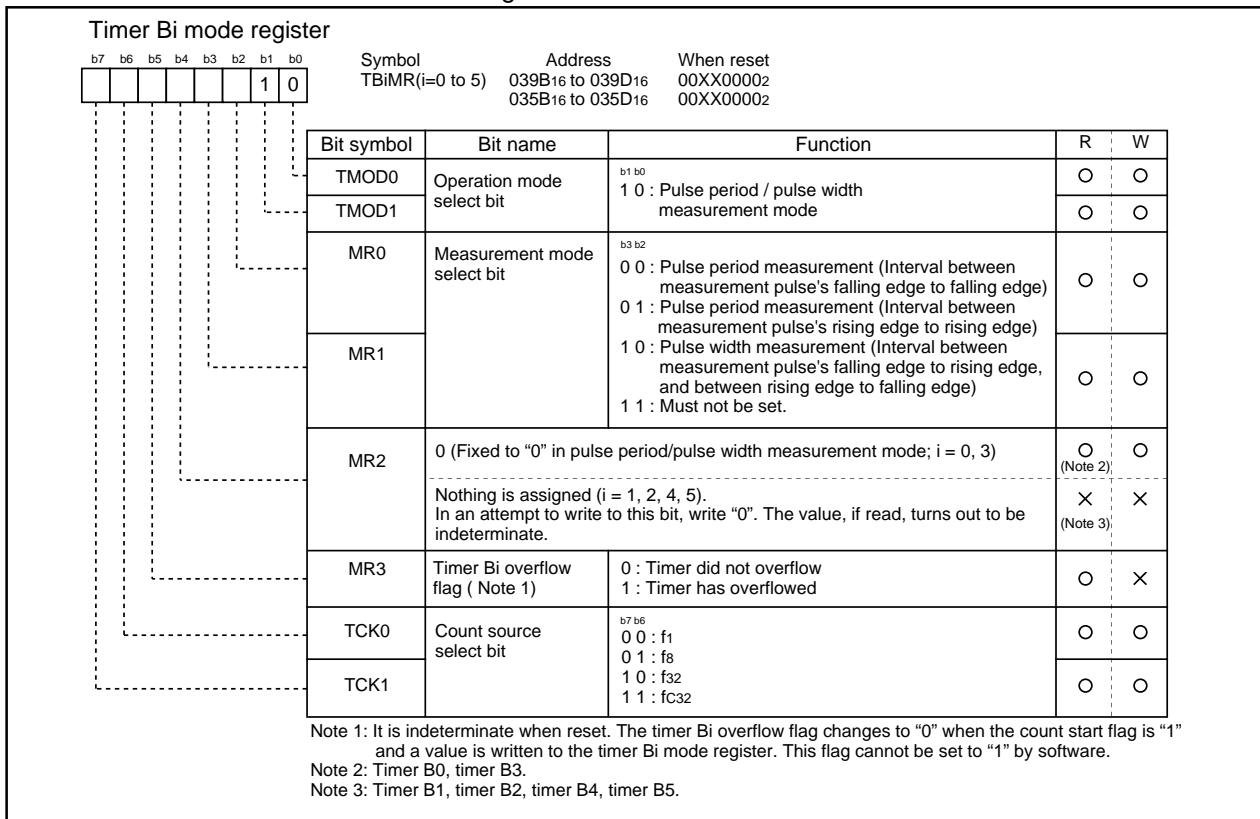 Timer Bi mode register
b7 b6 b5 b4 b3 b2 b1 b0
1 0
Symbol Address When reset
TBiMR(i=0 to 5) 039B16 to 039D16 00XX00002
035B16 to 035D16 00XX00002
Bit symbol Bit name Function R W
TMOD0 Operation mode select bit
TMOD1
b1 b0
1 0 : Pulse period / pulse width
measurement mode
MR0 Measurement mode select bit
b3 b2
0 0 : Pulse period measurement (Interval between
measurement pulse's falling edge to falling edge)
0 1 : Pulse period measurement (Interval between
measurement pulse's rising edge to rising edge)
MR1
1 0 : Pulse width measurement (Interval between
measurement pulse's falling edge to rising edge,
and between rising edge to falling edge)
1 1 : Must not be set.
MR2
0 (Fixed to “0” in pulse period/pulse width measurement mode; i = 0, 3)
(Note 2)
Nothing is assigned (i = 1, 2, 4, 5).
In an attempt to write to this bit, write “0”. The value, if read, turns out to be
indeterminate.
(Note 3)
MR3 Timer Bi overflow
flag ( Note 1)
0 : Timer did not overflow
1 : Timer has overflowed
TCK0 Count source
select bit
TCK1
b7 b6
0 0 : f1
0 1 : f8
1 0 : f32
1 1 : fC32
Note 1: It is indeterminate when reset. The timer Bi overflow flag changes to “0” when the count start flag is “1”
and a value is written to the timer Bi mode register. This flag cannot be set to “1” by software.
Note 2: Timer B0, timer B3.
Note 3: Timer B1, timer B2, timer B4, timer B5.